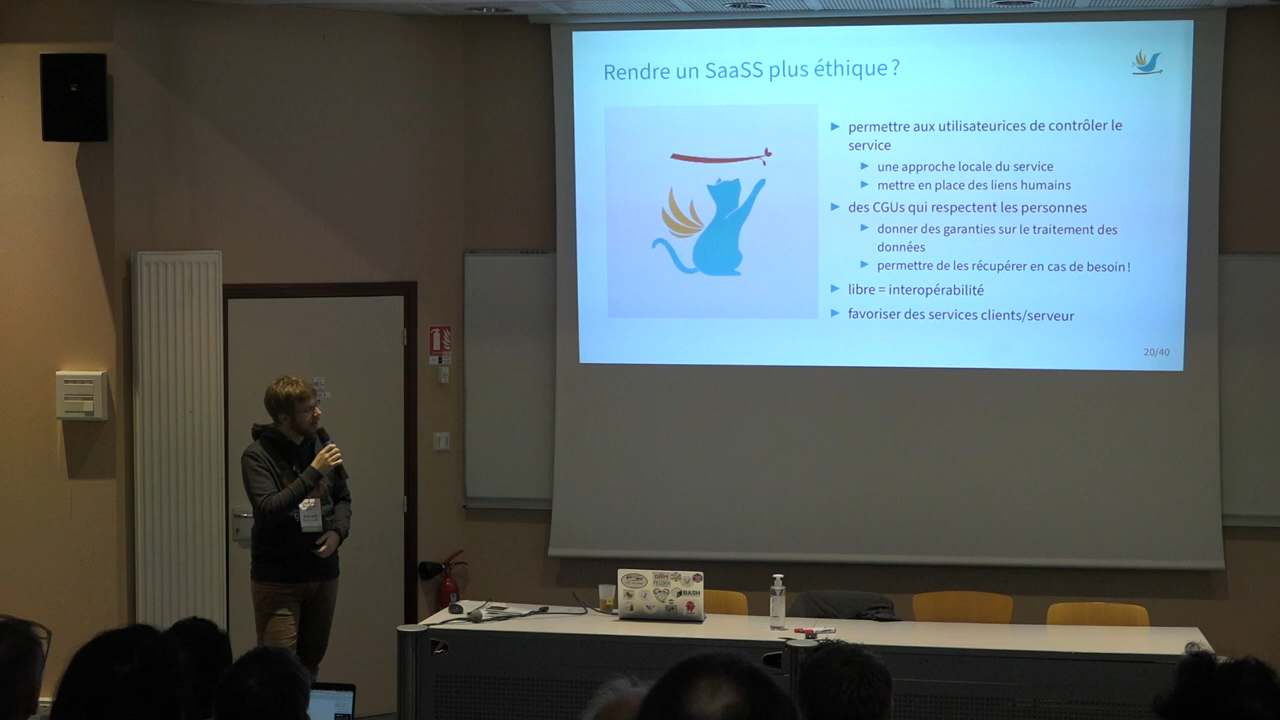 Rendre un SaaSS plus éthique ?
permettre aux utilisateurices de contrôler le
service
une approche locale du service
mettre en place des liens humains
des CGUs qui respectent les personnes
donner des garanties sur le traitement des
données
permettre de les récupérer en cas de besoin !
libre = interopérabilité
favoriser des services clients/serveur
20/40
BASH